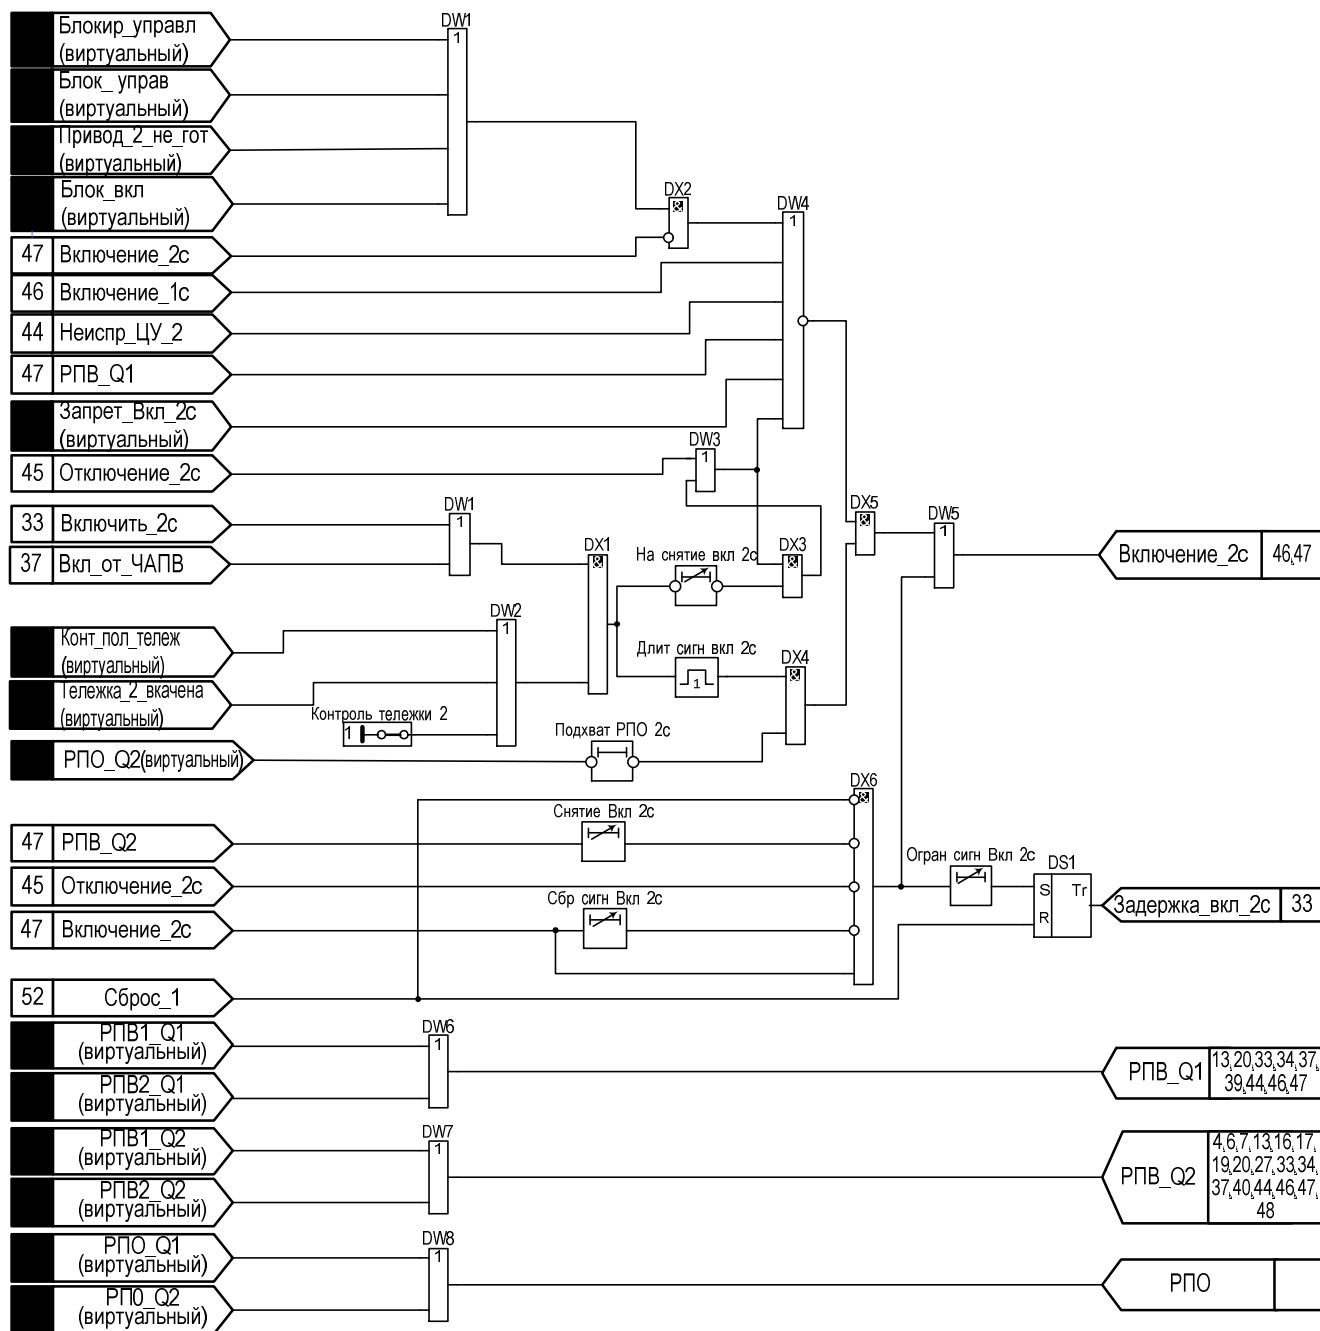 Блокир_управл
(виртуальный)
DW1
1
Блок_ управ
(виртуальный)
Привод_2_не_гот
(виртуальный)
Блок_вкл
(виртуальный)
DX2
&
DW4
1
47 Включение_2с
46 Включение_1с
44 Неиспр_ЦУ_2
47 РПВ_Q1
Запрет_Вкл_2с
(виртуальный)
DW3
1
45 Отключение_2с
33 Включить_2с
DW1
1
37 Вкл_от_ЧАПВ
DX1
&
На снятие вкл 2с
DX3
&
DX5
&
DW5
1
Включение_2с 46,47
Конт_пол_тележ
(виртуальный)
DW2
1
Длит сигн вкл 2с
1
DX4
&
Тележка_2_вкачена
(виртуальный)
Контроль тележки 2
1
Подхват РПО 2с
РПО_Q2(виртуальный)
DX6
&
Снятие Вкл 2с
47 РПВ_Q2
45 Отключение_2с
Сбр сигн Вкл 2с
47 Включение_2с
Огран сигн Вкл 2с
DS1
S Tr
R
Задержка_вкл_2с 33
52 Сброс_1
РПВ1_Q1
(виртуальный)
DW6
1
РПВ2_Q1
(виртуальный)
РПВ_Q1
13,20,33,34,37,
39,44,46,47
РПВ1_Q2
(виртуальный)
DW7
1
РПВ2_Q2
(виртуальный)
РПВ_Q2
4,6,7,13,16,17,
19,20,27,33,34,
37,40,44,46,47,
48
РПО_Q1
(виртуальный)
DW8
1
РП0_Q2
(виртуальный)
РПО